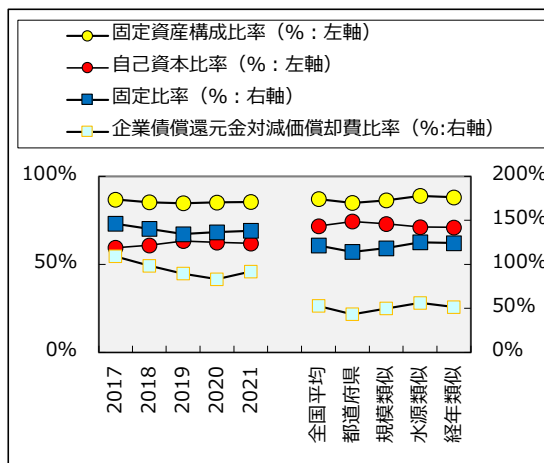 固定資産構成比率（％：左軸）
自己資本比率（％：左軸）
固定比率（％：右軸）
企業債償還元金対減価償却費比率（％:右軸）
100% 200%
150%
50% 100%
50%
0% 0%
2017 2018 2019 2020 2021 全国平均 都道府県 規模類似 水源類似 経年類似